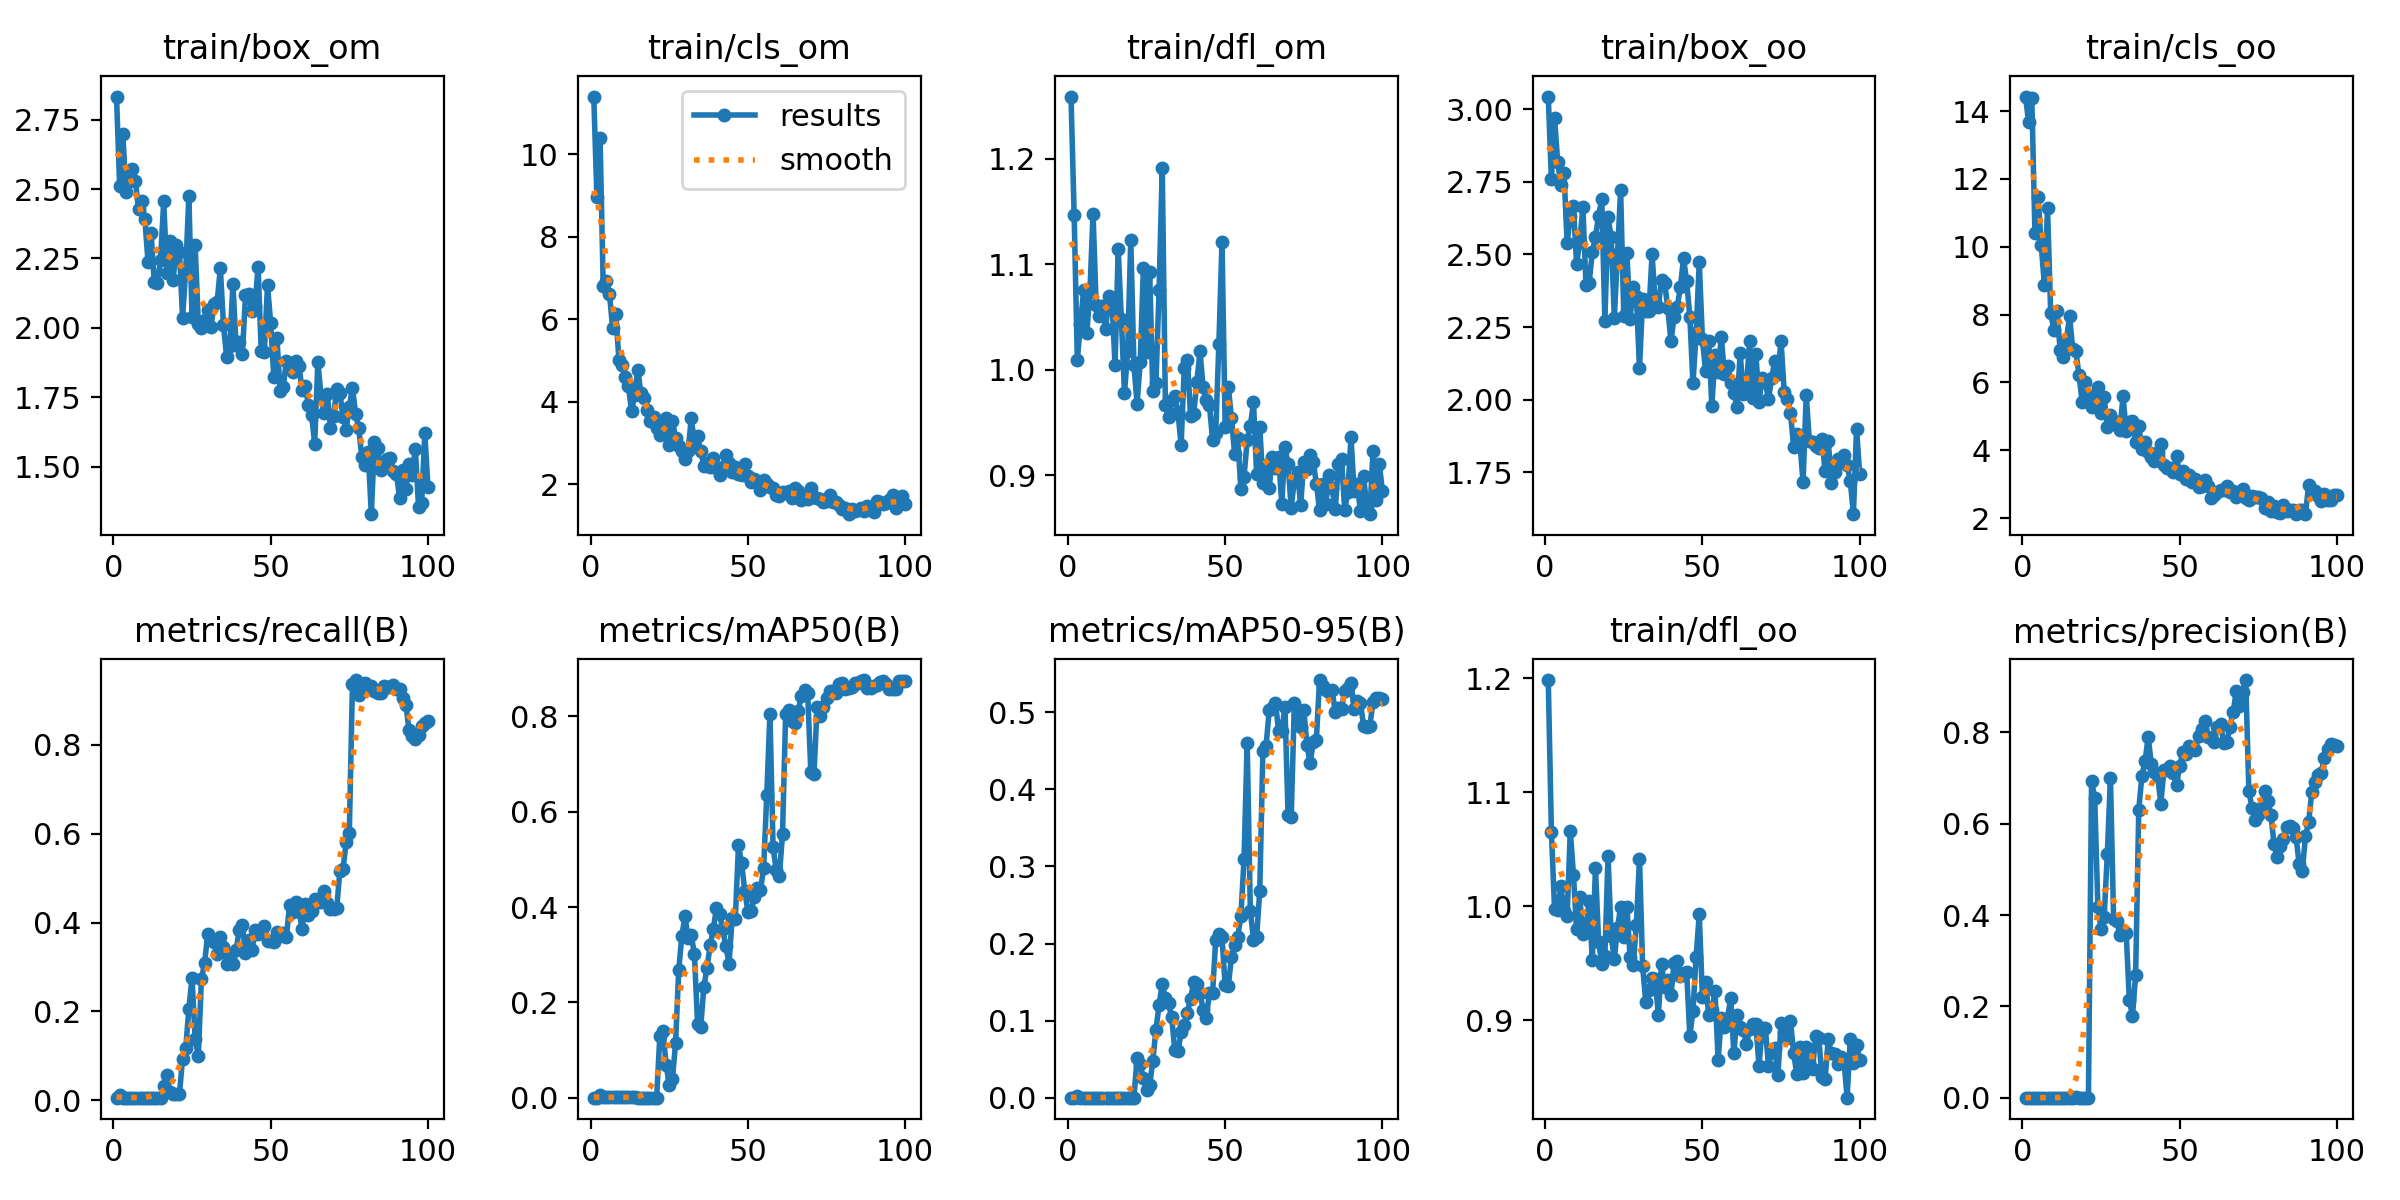 train/box_om
train/cls_om
train/dfl_om
train/box_oo
train/cls_oo
2.75
2.50
2.25
2.00
1.75
1.50
0 50 100
results
smooth
10
8
6
4
2
0 50 100
1.2
1.1
1.0
0.9
0 50 100
3.00
2.75
2.50
2.25
2.00
1.75
0 50 100
14
12
10
8
6
4
2
0 50 100
metrics/recall(B)
metrics/mAP50(B)
metrics/mAP50-95(B)
train/dfl_oo
metrics/precision(B)
0.8
0.6
0.4
0.2
0.0
0 50 100
0.8
0.6
0.4
0.2
0.0
0 50 100
0.5
0.4
0.3
0.2
0.1
0.0
0 50 100
1.2
1.1
1.0
0.9
0 50 100
0.8
0.6
0.4
0.2
0.0
0 50 100